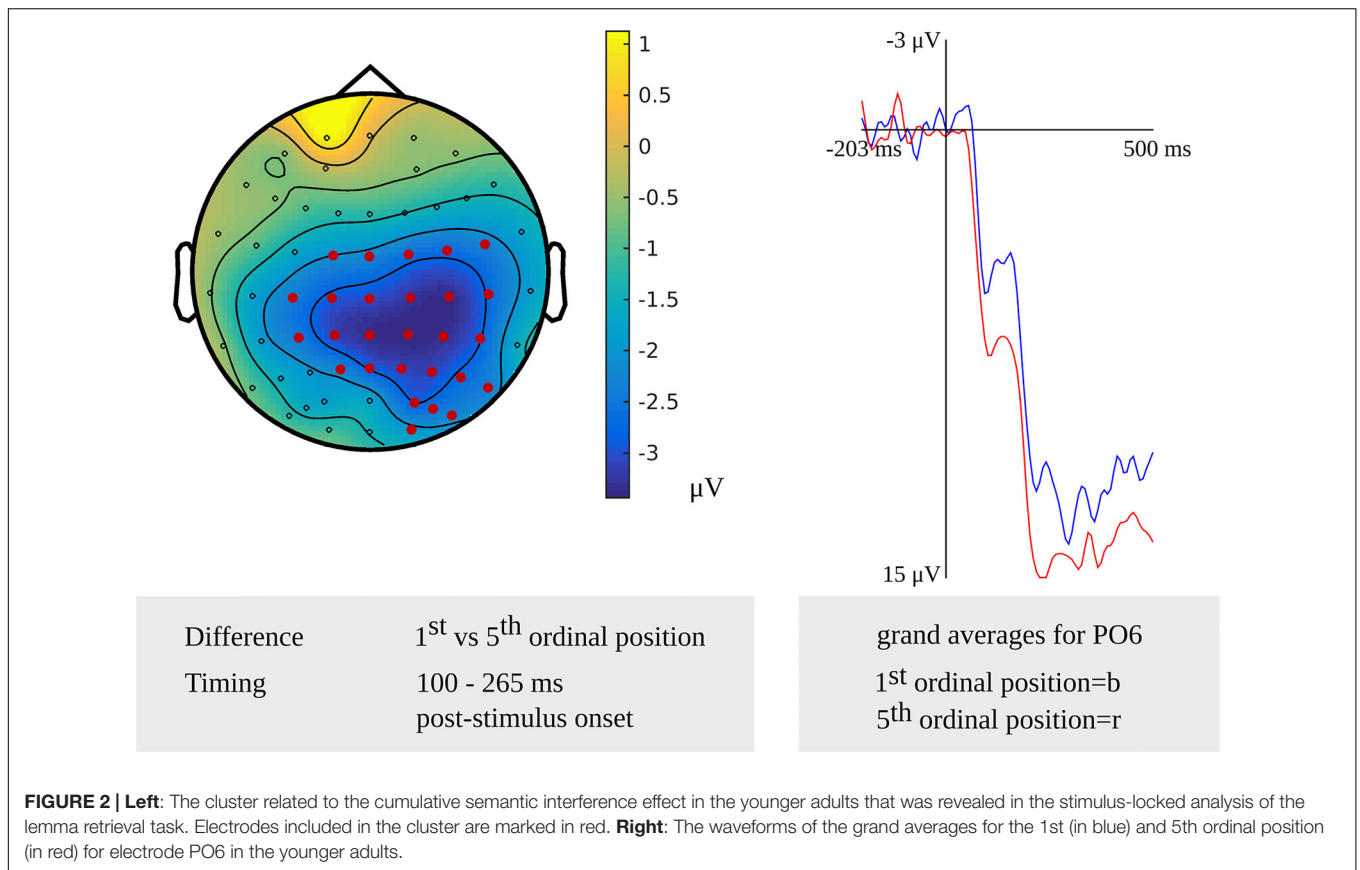 1
0.5
0
-0.5
-1
-1.5
-2
-2.5
-3
μV
-3 μV
-203 ms
500 ms
15 μV
Difference 1st vs 5th ordinal position
Timing 100 - 265 ms
post-stimulus onset
grand averages for PO6
1st ordinal position=b
5th ordinal position=r
FIGURE 2 | Left: The cluster related to the cumulative semantic interference effect in the younger adults that was revealed in the stimulus-locked analysis of the
lemma retrieval task. Electrodes included in the cluster are marked in red. Right: The waveforms of the grand averages for the 1st (in blue) and 5th ordinal position
(in red) for electrode PO6 in the younger adults.